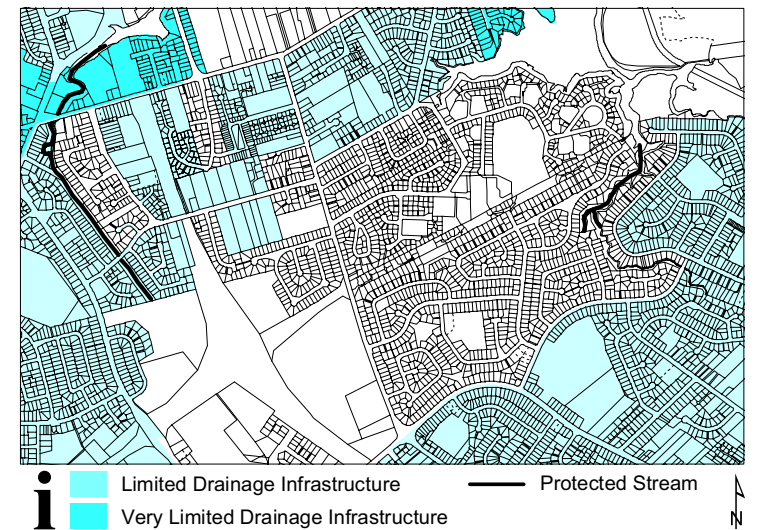 i
Limited Drainage Infrastructure
Protected Stream
Very Limited Drainage Infrastructure
N